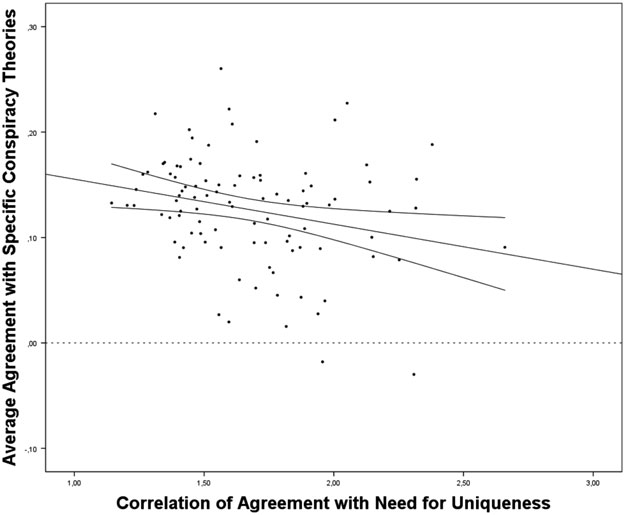 Average Agreement with Specific Conspiracy Theories
,30
,20
,10
,00
-,10
1,00 1,50 2,00 2,50 3,00
Correlation of Agreement with Need for Uniqueness